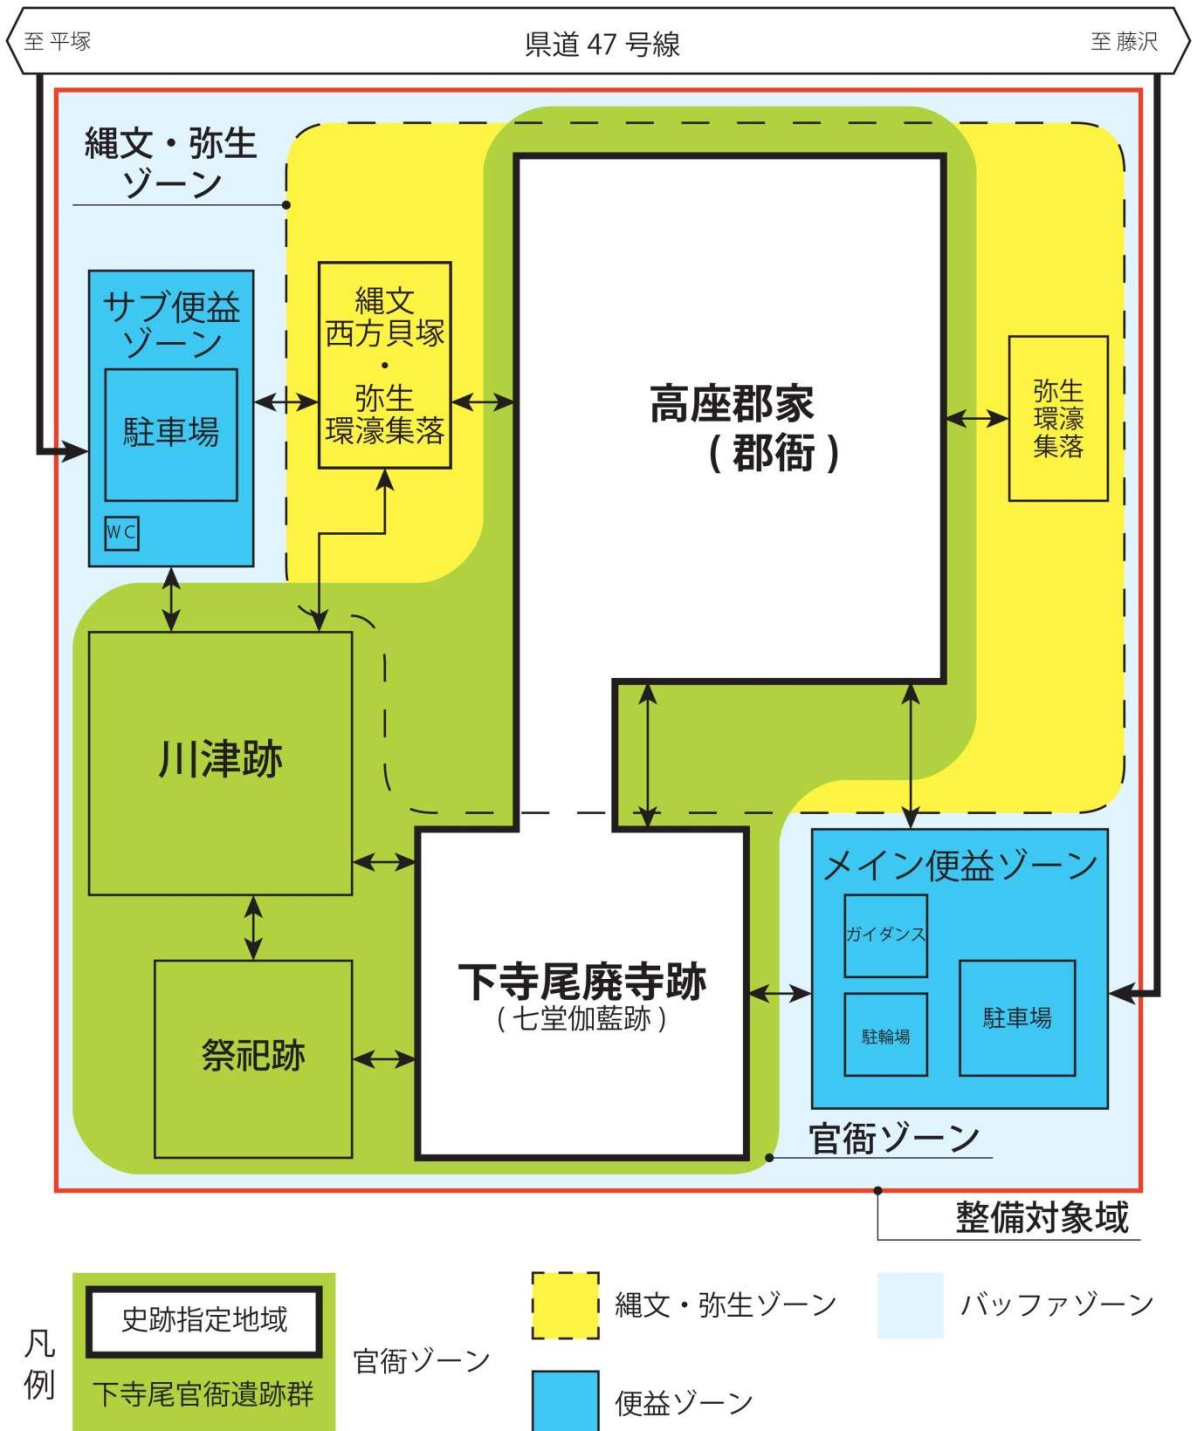 至 平塚
県道 47 号線
至 藤沢
縄文・弥生
ゾーン
サブ便益
ゾーン
駐車場
WC
縄文
西方貝塚
・
弥生
環濠集落
高座郡家
( 郡衙 )
弥生
環濠
集落
川津跡
メイン便益ゾーン
ガイダンス
駐輪場
駐車場
下寺尾廃寺跡
( 七堂伽藍跡 )
祭祀跡
官衙ゾーン
整備対象域
凡
例
史跡指定地域
下寺尾官衙遺跡群
官衙ゾーン
縄文・弥生ゾーン
便益ゾーン
バッファゾーン